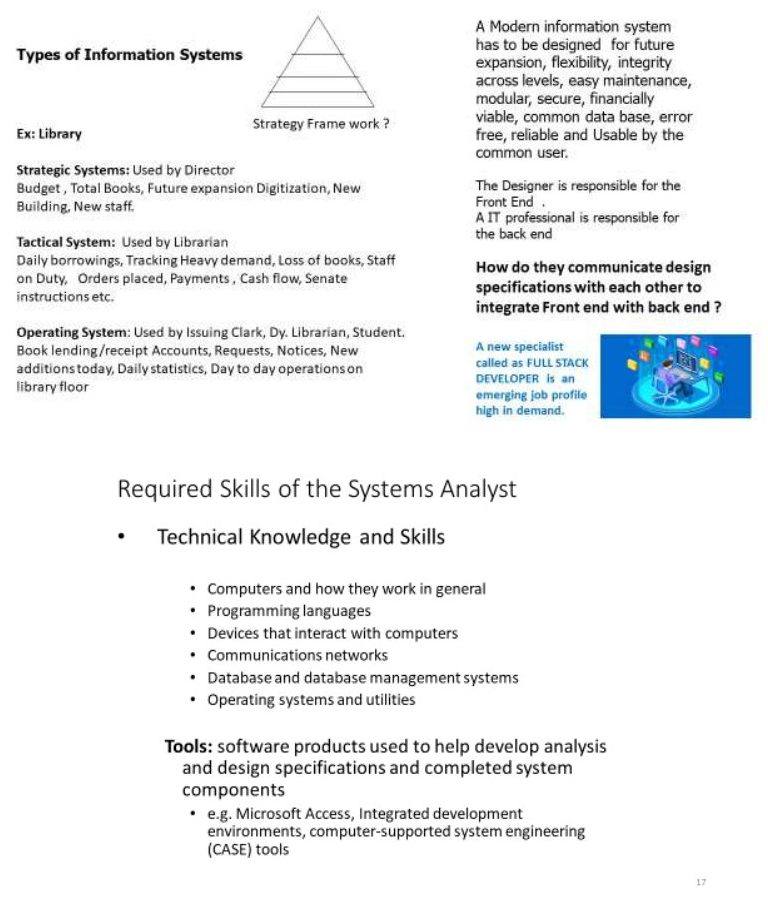 Types of Information Systems
Strategy Frame work ?
Ex: Library
Strategic Systems: Used by Director
Budget , Total Books, Future expansion Digitization, New
Building, New staff.
Tactical System: Used by Librarian
Daily borrowings, Tracking Heavy demand, Loss of books, Staff
on Duty, Orders placed, Payments , Cash flow, Senate
instructions etc.
Operating System: Used by Issuing Clark, Dy. Librarian, Student.
Book lending/receipt Accounts, Requests, Notices, New
additions today, Daily statistics, Day to day operations on
library floor
A Modern information system
has to be designed for future
expansion, flexibility, integrity
across levels, easy maintenance,
modular, secure, financially
viable, common data base, error
free, reliable and Usable by the
common user.
The Designer is responsible for the
Front End .
A IT professional is responsible for
the back end
How do they communicate design
specifications with each other to
integrate Front end with back end ?
A new specialist
called as FULL STACK
DEVELOPER is an
emerging job profile
high in demand.
Required Skills of the Systems Analyst
• Technical Knowledge and Skills
• Computers and how they work in general
• Programming languages
• Devices that interact with computers
• Communications networks
• Database and database management systems
• Operating systems and utilities
Tools: software products used to help develop analysis
and design specifications and completed system
components
• e.g. Microsoft Access, Integrated development
environments, computer-supported system engineering
(CASE) tools
17